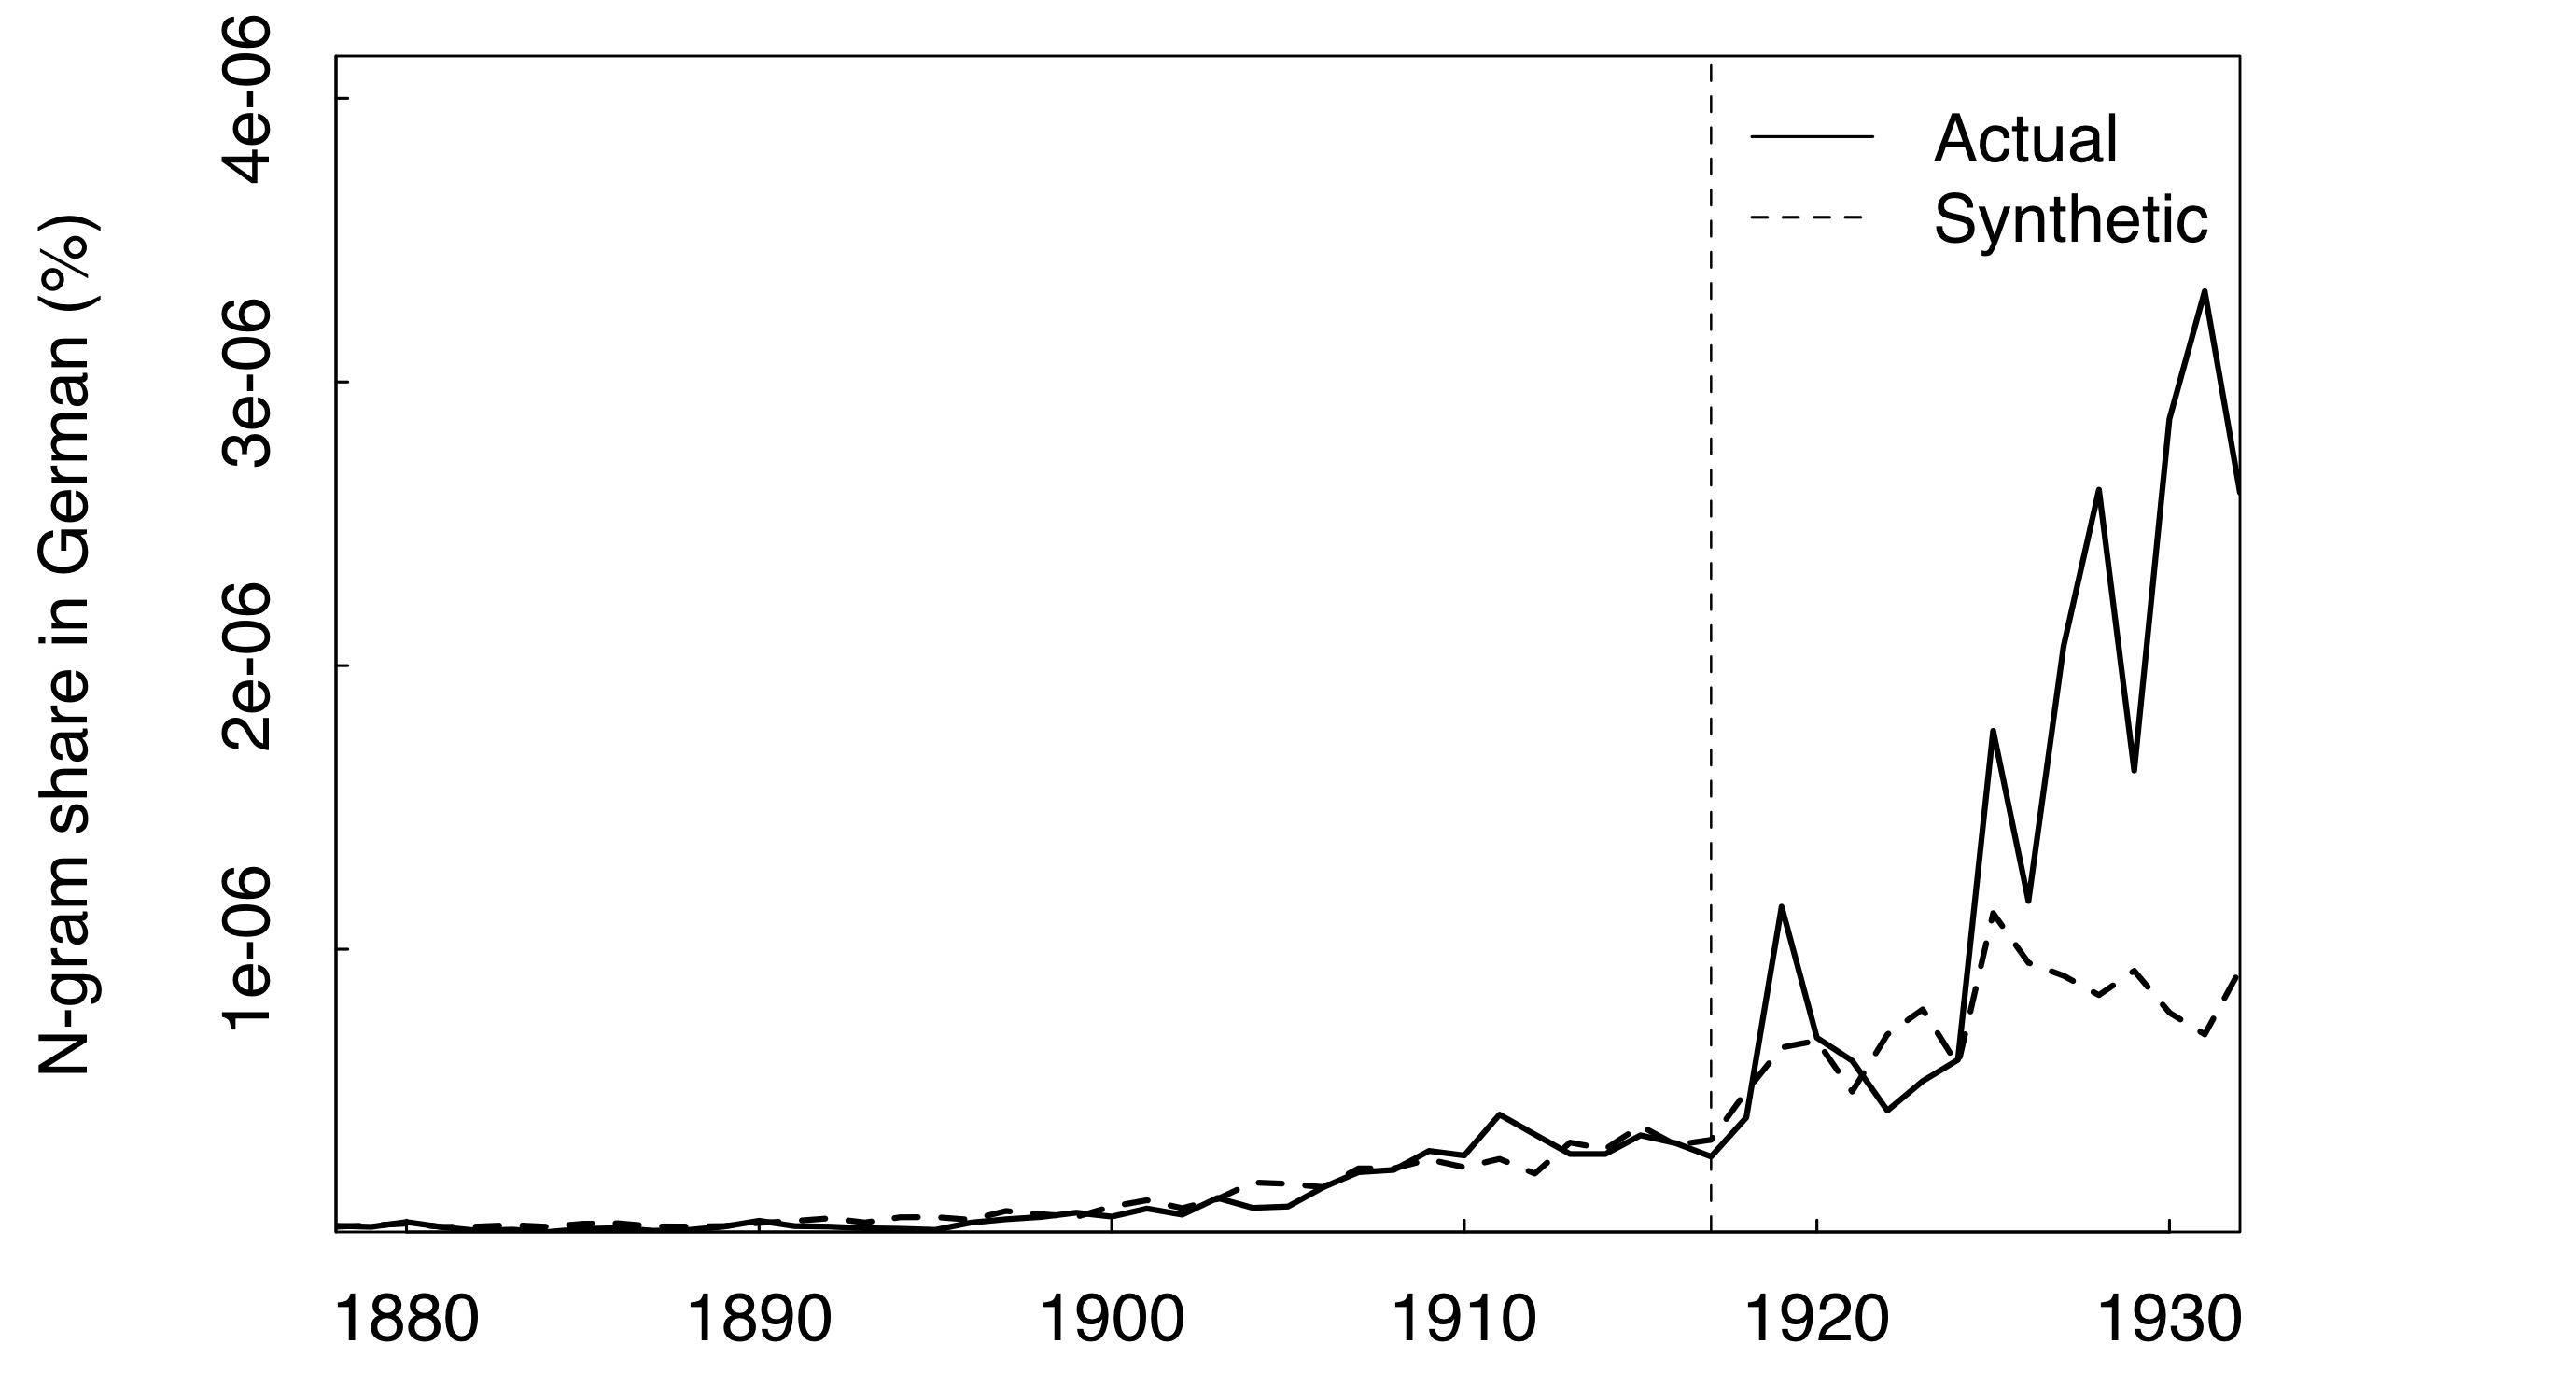 N-gram share in German (%)
4e-06
3e-06
2e-06
1e-06
Actual
Synthetic
1880 1890 1900 1910 1920 1930